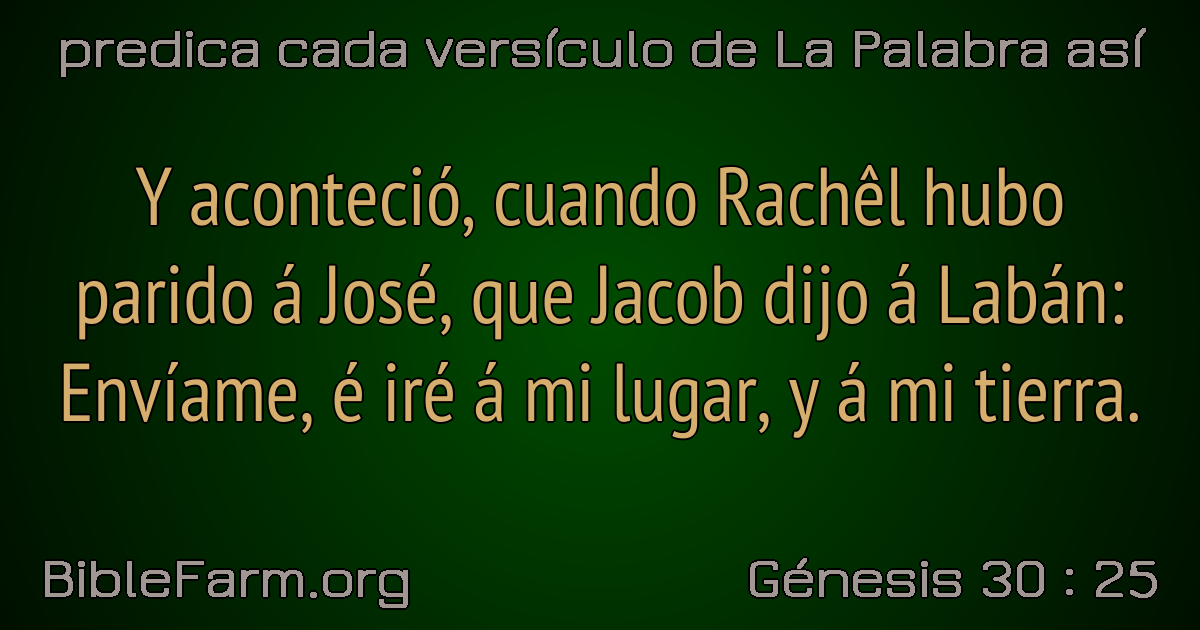 predica cada versículo de La Palabra así
Y aconteció, cuando Rachêl hubo
parido á José, que Jacob dijo á Labán:
Envíame, é iré á mi lugar, y á mi tierra.
BibleFarm.org
Génesis 30 : 25